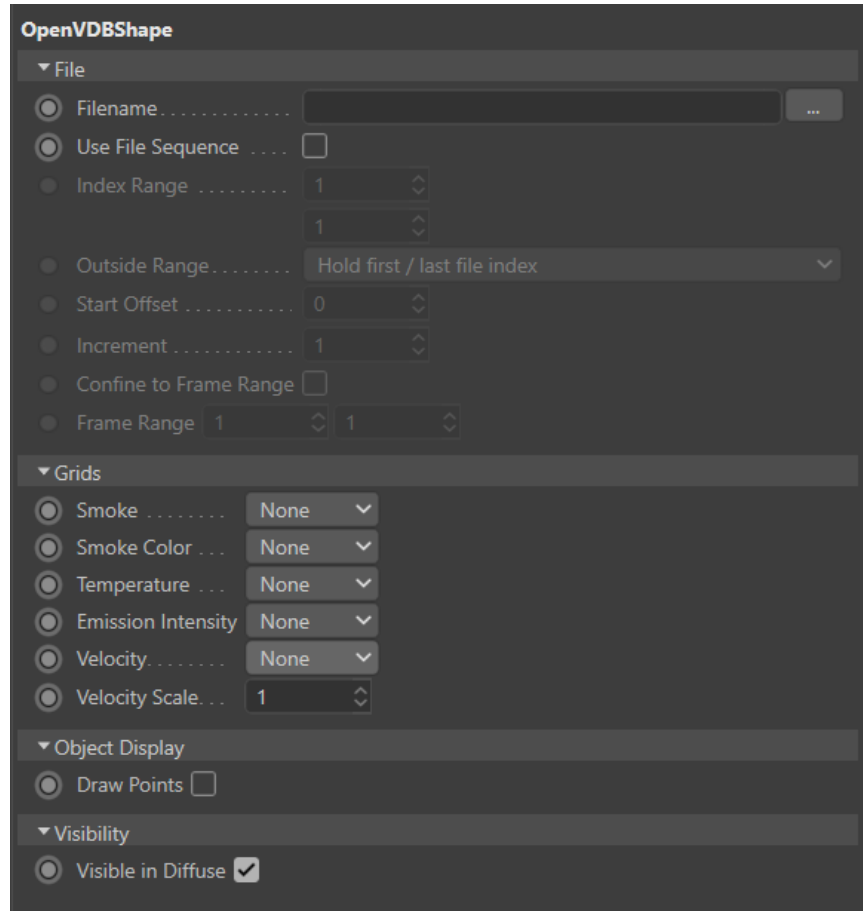 OpenVDBShape
File
Filename . . . . . . . . . . . . . ...
Use File Sequence . . . .
Index Range . . . . . . . . . 1
1
Outside Range . . . . . . . . Hold first / last file index
Start Offset . . . . . . . . . . . 0
Increment . . . . . . . . . . . . 1
Confine to Frame Range
Frame Range 1 1
Grids
Smoke . . . . . . . . None
Smoke Color . . . None
Temperature . . . None
Emission Intensity None
Velocity. . . . . . . . None
Velocity Scale. . . 1
Object Display
Draw Points
Visibility
Visible in Diffuse